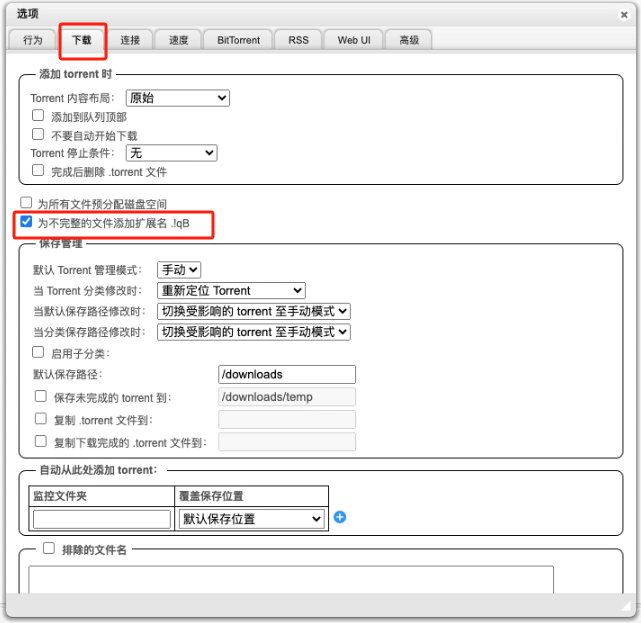 选项
行为 下载 连接 速度 BitTorrent RSS Web UI 高级
添加 torrent 时
Torrent 内容布局： 原始
添加到队列顶部
不要自动开始下载
Torrent 停止条件： 无
完成后删除 .torrent 文件
为所有文件预分配磁盘空间
为不完整的文件添加扩展名 .!qB
保存管理
默认 Torrent 管理模式： 手动
当 Torrent 分类修改时： 重新定位 Torrent
当默认保存路径修改时： 切换受影响的 torrent 至手动模式
当分类保存路径修改时： 切换受影响的 torrent 至手动模式
启用子分类：
默认保存路径： /downloads
保存未完成的 torrent 到： /downloads/temp
复制 .torrent 文件到：
复制下载完成的 .torrent 文件到：
自动从此处添加 torrent：
监控文件夹 覆盖保存位置
默认保存位置
排除的文件名